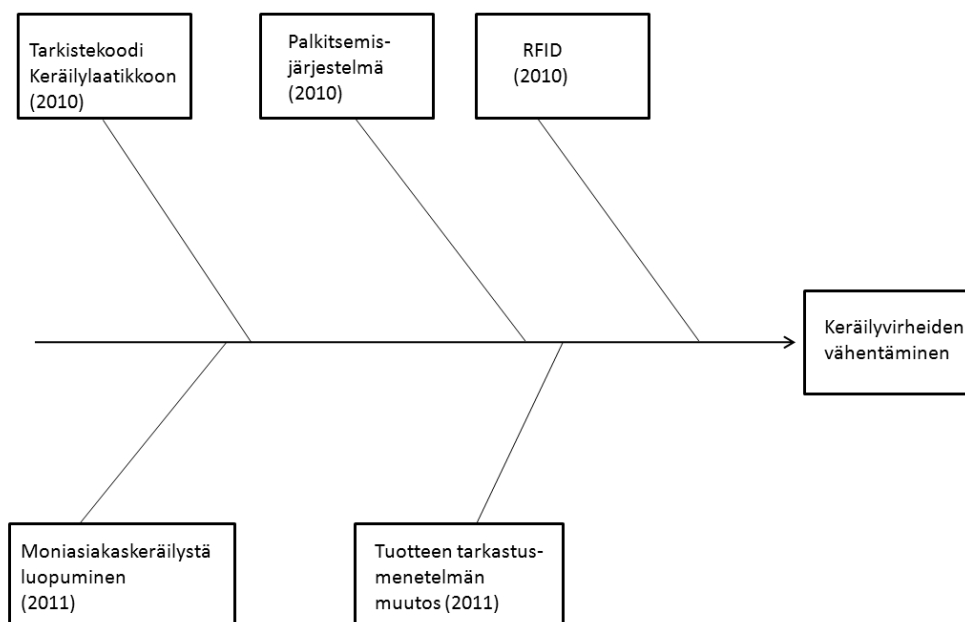 Tarkistekoodi
Keräilylaatikkoon
(2010)
Palkitsemis-
järjestelmä
(2010)
RFID
(2010)
Keräilyvirheiden
vähentäminen
Moniasiakaskeräilystä
luopuminen
(2011)
Tuotteen tarkastus-
menetelmän
muutos (2011)